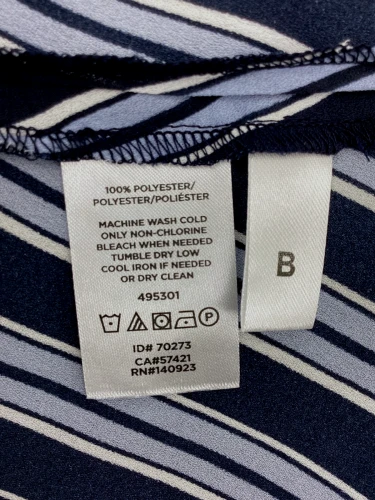 100% POLYESTER/
POLYESTER/POLIÉSTER
MACHINE WASH COLD
ONLY NON-CHLORINE
BLEACH WHEN NEEDED
TUMBLE DRY LOW
COOL IRON IF NEEDED
OR DRY CLEAN
495301
P
ID# 70273
CA#57421
RN#140923
B